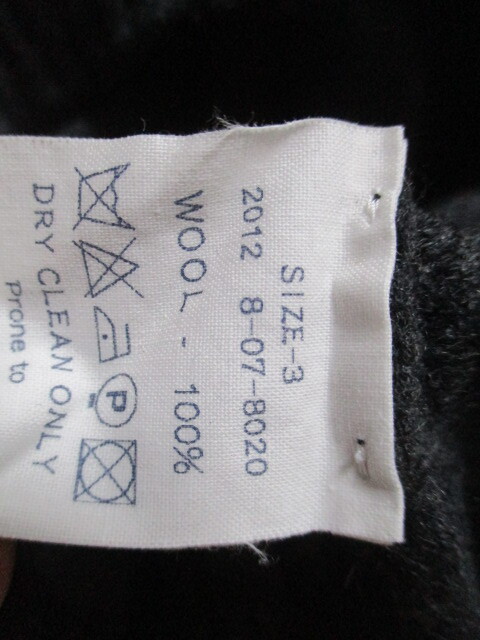 SIZE-3
2012 8-07-8020
WOOL - 100%
P
DRY CLEAN ONLY
Prone to